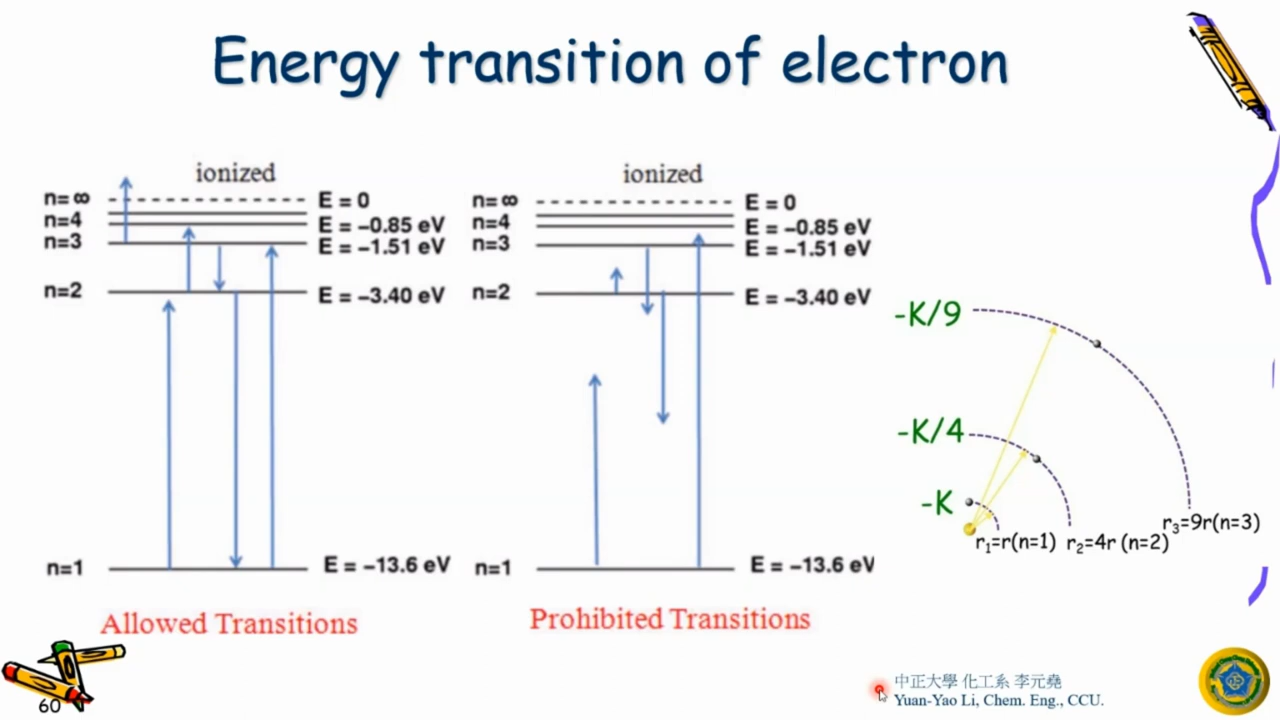 Energy transition of electron
ionized
n=∞
E = 0
n=4
E = −0.85 eV
n=3
E = −1.51 eV
n=2
E = −3.40 eV
n=1
E = −13.6 eV
Allowed Transitions
ionized
n=∞
E = 0
n=4
E = −0.85 eV
n=3
E = −1.51 eV
n=2
E = −3.40 eV
n=1
E = −13.6 eV
Prohibited Transitions
-K/9
-K/4
-K
r1=r(n=1)
r2=4r (n=2)
r3=9r(n=3)
中正大學 化工系 李元堯
Yuan-Yao Li, Chem. Eng., CCU.
60